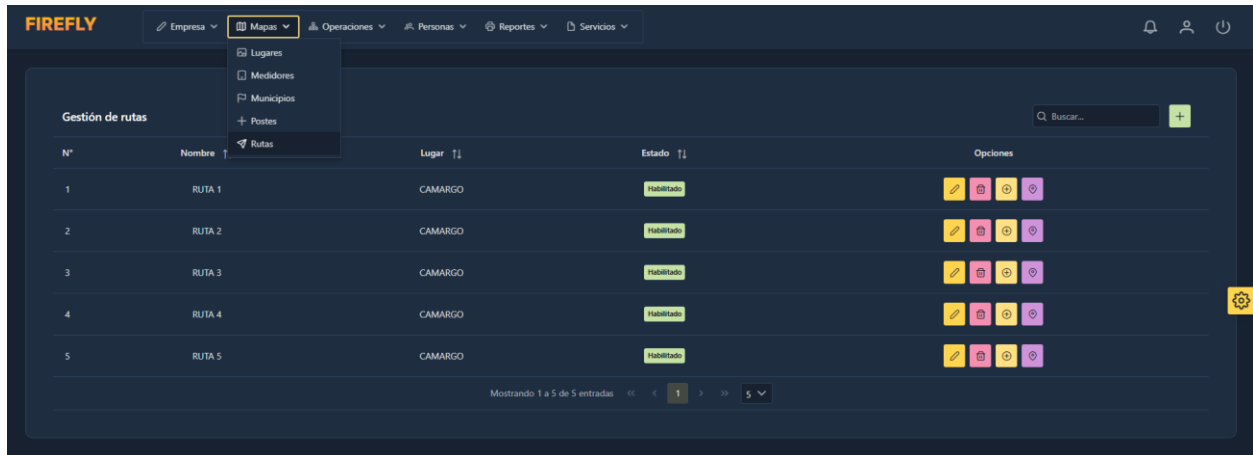 FIREFLY Empresa Mapas Operaciones Personas Reportes Servicios
Lugares
Medidores
Municipios
Postes
Rutas
Gestión de rutas Buscar...
N° Nombre Lugar Estado Opciones
1 RUTA 1 CAMARGO Habilitado
2 RUTA 2 CAMARGO Habilitado
3 RUTA 3 CAMARGO Habilitado
4 RUTA 4 CAMARGO Habilitado
5 RUTA 5 CAMARGO Habilitado
Mostrando 1 a 5 de 5 entradas << < 1 > >> 5